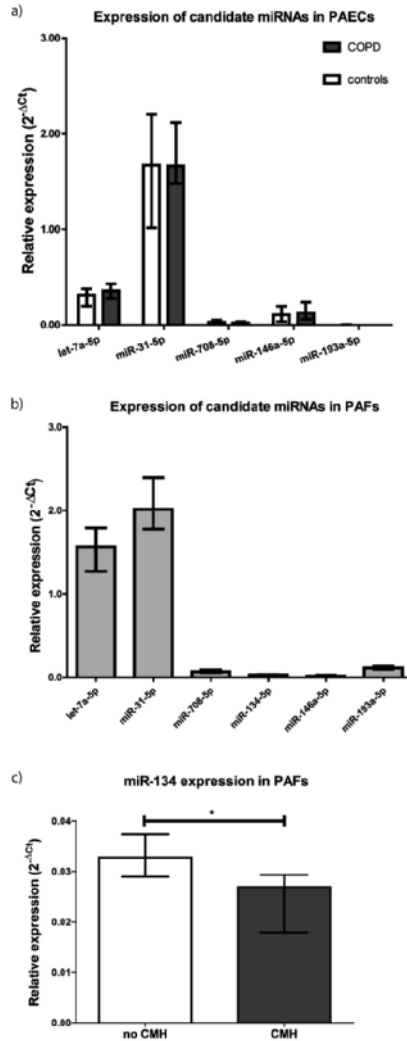 a)
Expression of candidate miRNAs in PAECs
COPD
controls
Relative expression (2^-ΔCt)
3.00
2.00
1.00
0.00
let-7a-5p
miR-31-5p
miR-708-5p
miR-146a-5p
miR-193a-5p
b)
Expression of candidate miRNAs in PAFs
Relative expression (2^-ΔCt)
3.0
2.0
1.0
0.0
let-7a-5p
miR-31-5p
miR-708-5p
miR-134-5p
miR-146a-5p
miR-193a-5p
c)
miR-134 expression in PAFs
Relative expression (2^-ΔCt)
0.04
0.03
0.02
0.01
0.00
*
no CMH
CMH